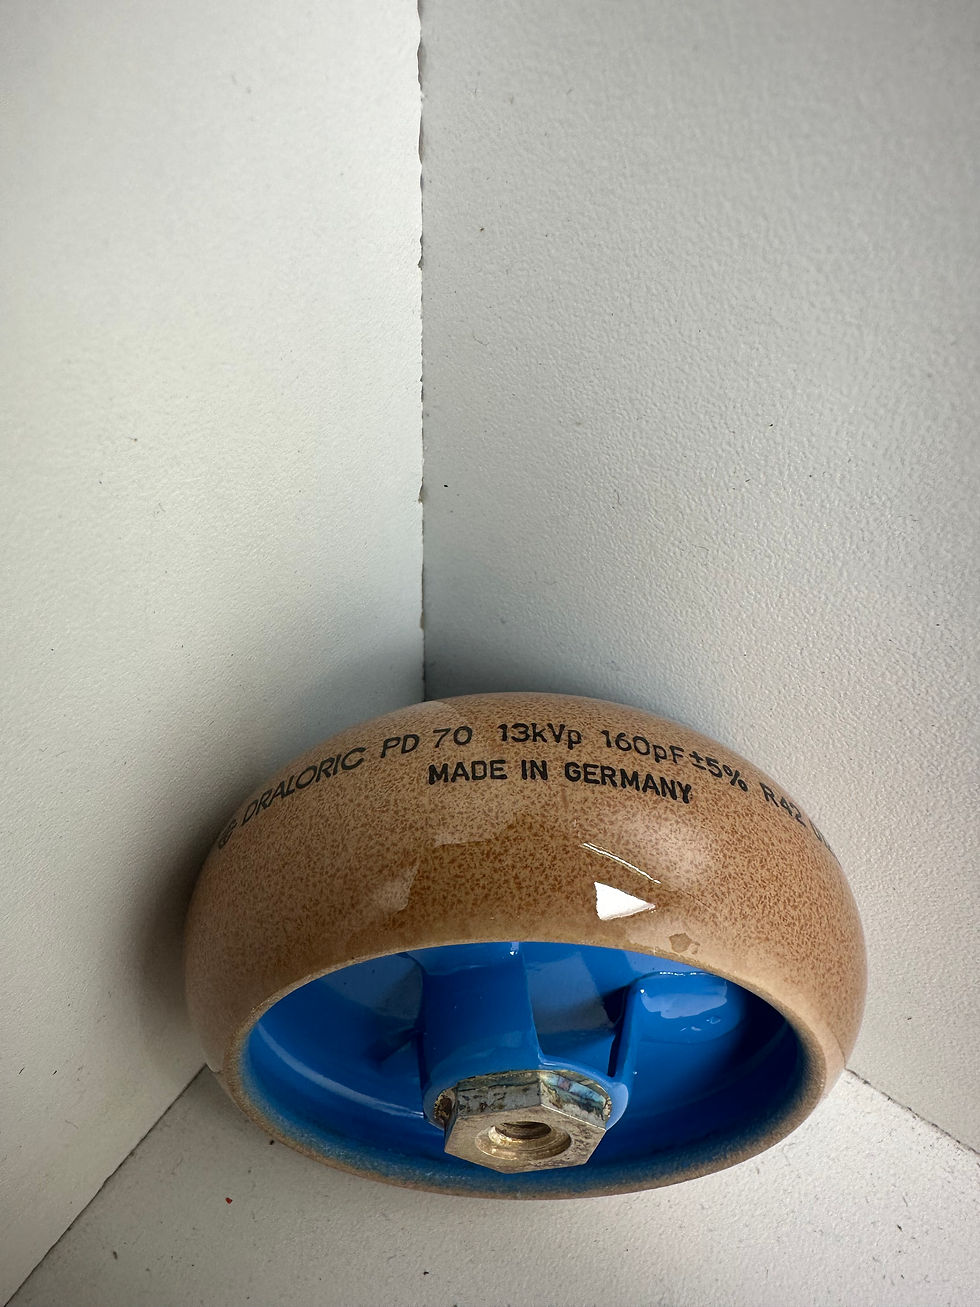 DRALORIC PD 70 13kVp 160pF ±5% R42
MADE IN GERMANY